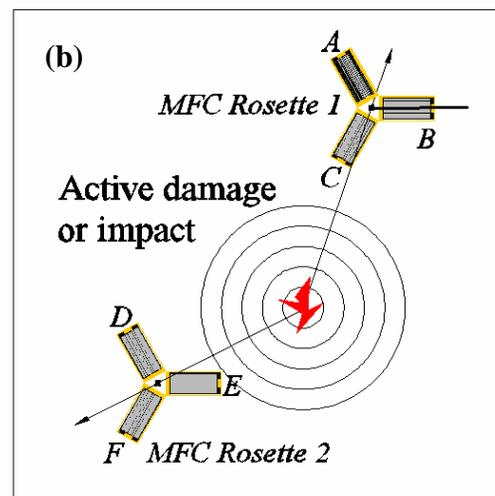 (b)
A
MFC Rosette 1
B
C
Active damage
or impact
D
E
F MFC Rosette 2